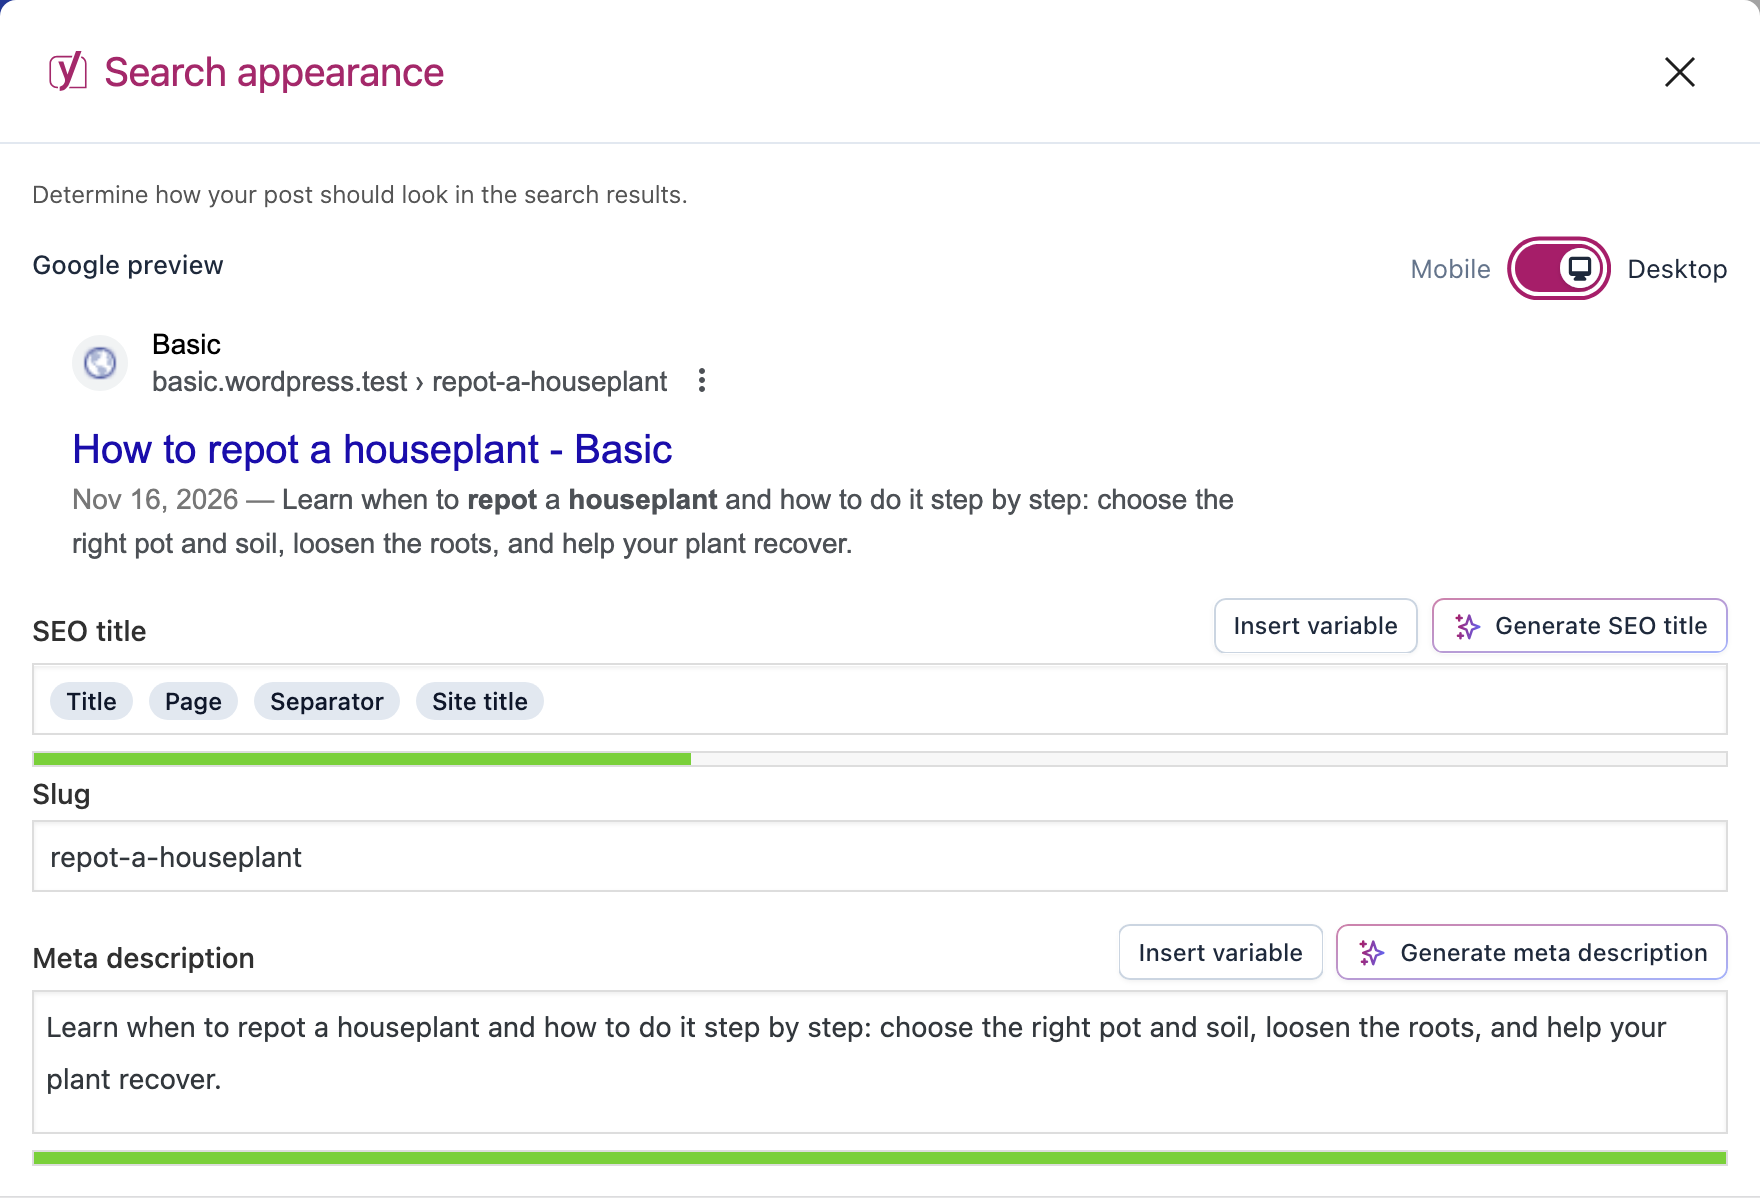 Search appearance
Determine how your post should look in the search results.
Google preview
Mobile
Desktop
Basic
basic.wordpress.test › repot-a-houseplant
How to repot a houseplant - Basic
Nov 16, 2026 — Learn when to repot a houseplant and how to do it step by step: choose the
right pot and soil, loosen the roots, and help your plant recover.
SEO title
Insert variable
Generate SEO title
Title Page Separator Site title
Slug
repot-a-houseplant
Meta description
Insert variable
Generate meta description
Learn when to repot a houseplant and how to do it step by step: choose the right pot and soil, loosen the roots, and help your
plant recover.